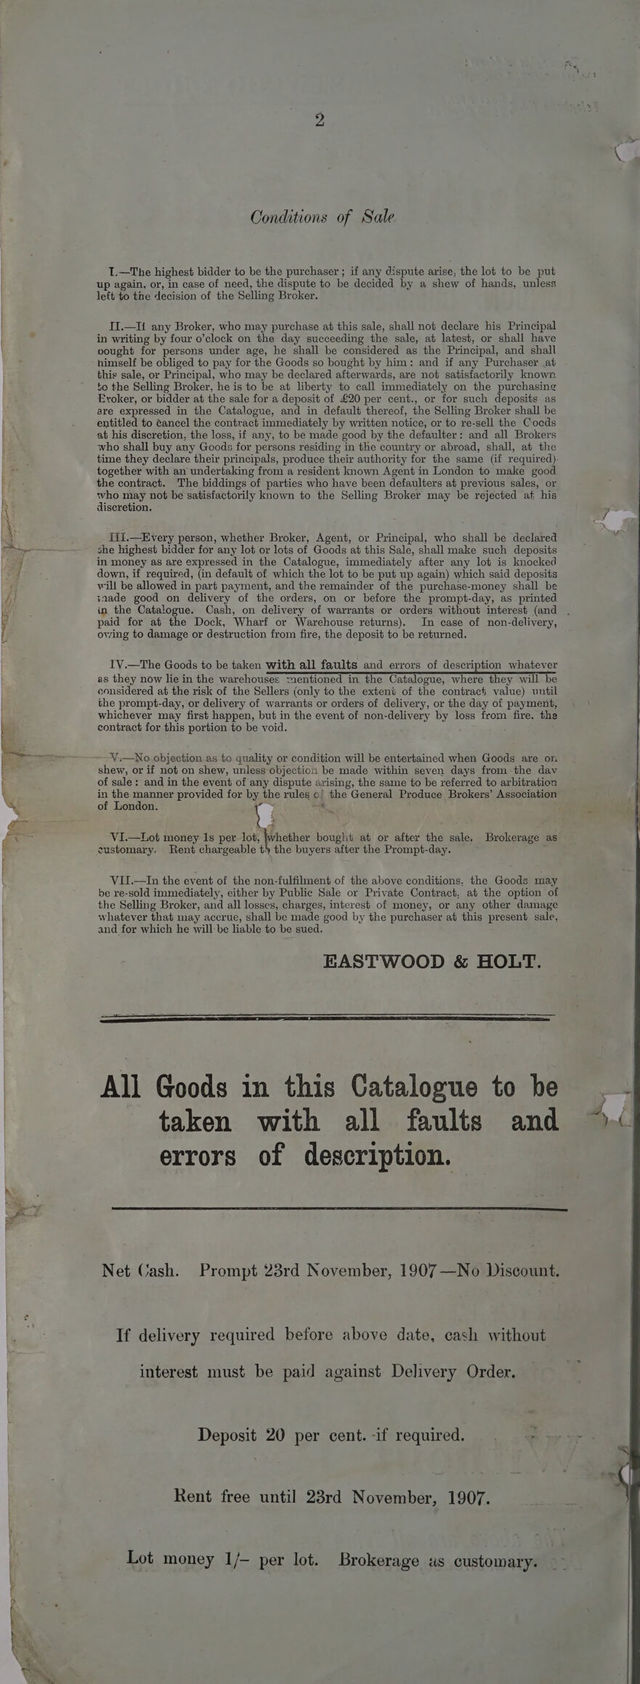 2
Conditions of Sale
I.—The highest bidder to be the purchaser; if any dispute arise, the lot to be put
up again, or, in case of need, the dispute to be decided by a shew of hands, unless
left to the decision of the Selling Broker.
II.—If any Broker, who may purchase at this sale, shall not declare his Principal
in writing by four o'clock on the day succeeding the sale, at latest, or shall have
bought for persons under age, he shall be considered as the Principal, and shall
himself be obliged to pay for the Goods so bought by him: and if any Purchaser at
this sale, or Principal, who may be declared afterwards, are not satisfactorily known
to the Selling Broker, he is to be at liberty to call immediately on the purchasing
Broker, or bidder at the sale for a deposit of £20 per cent., or for such deposits as
are expressed in the Catalogue, and in default thereof, the Selling Broker shall be
entitled to cancel the contract immediately by written notice, or to re-sell the Goods
at his discretion, the loss, if any, to be made good by the defaulter: and all Brokers
who shall buy any Goods for persons residing in the country or abroad, shall, at the
time they declare their principals, produce their authority for the same (if required)
together with an undertaking from a resident known Agent in London to make good
the contract. The biddings of parties who have been defaulters at previous sales, or
who may not be satisfactorily known to the Selling Broker may be rejected at his
discretion.
III.—Every person, whether Broker, Agent, or Principal, who shall be declared
the highest bidder for any lot or lots of Goods at this Sale, shall make such deposits
in money as are expressed in the Catalogue, immediately after any lot is knocked
down, if required, (in default of which the lot to be put up again) which said deposits
will be allowed in part payment, and the remainder of the purchase-money shall be
made good on delivery of the orders, on or before the prompt-day, as printed
in the Catalogue. Cash, on delivery of warrants or orders without interest (and
paid for at the Dock, Wharf or Warehouse returns). In case of non-delivery,
owing to damage or destruction from fire, the deposit to be returned.
IV.—The Goods to be taken with all faults and errors of description whatever
as they now lie in the warehouses mentioned in the Catalogue, where they will be
considered at the risk of the Sellers (only to the extent of the contract value) until
the prompt-day, or delivery of warrants or orders of delivery, or the day of payment,
whichever may first happen, but in the event of non-delivery by loss from fire, the
contract for this portion to be void.
V.—No objection as to quality or condition will be entertained when Goods are on
shew, or if not on shew, unless objection be made within seven days from the day
of sale: and in the event of any dispute arising, the same to be referred to arbitration
in the manner provided for by the rules of the General Produce Brokers' Association
of London.
VI.—Lot money 1s per lot, whether bought at or after the sale. Brokerage as
customary. Rent chargeable to the buyers after the Prompt-day.
VII.—In the event of the non-fulfilment of the above conditions, the Goods may
be re-sold immediately, either by Public Sale or Private Contract, at the option of
the Selling Broker, and all losses, charges, interest of money, or any other damage
whatever that may accrue, shall be made good by the purchaser at this present sale,
and for which he will be liable to be sued.
EASTWOOD & HOLT.
All Goods in this Catalogue to be
taken with all faults and
errors of description.
Net Cash. Prompt 23rd November, 1907—No Discount.
If delivery required before above date, cash without
interest must be paid against Delivery Order.
Deposit 20 per cent. if required.
Rent free until 23rd November, 1907.
Lot money 1/– per lot. Brokerage as customary.